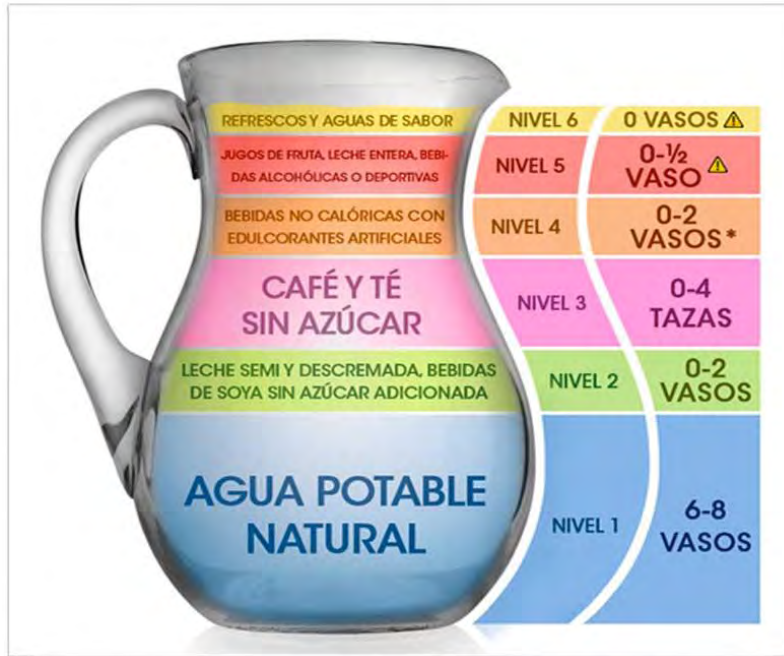 REFRESCOS Y AGUAS DE SABOR
NIVEL 6
0 VASOS
JUGOS DE FRUTA, LECHE ENTERA, BEBI-
DAS ALCOHÓLICAS O DEPORTIVAS
NIVEL 5
0-½
VASO
BEBIDAS NO CALÓRICAS CON
EDULCORANTES ARTIFICIALES
NIVEL 4
0-2
VASOS*
CAFÉ Y TÉ
SIN AZÚCAR
NIVEL 3
0-4
TAZAS
LECHE SEMI Y DESCREMADA, BEBIDAS
DE SOYA SIN AZÚCAR ADICIONADA
NIVEL 2
0-2
VASOS
AGUA POTABLE
NATURAL
NIVEL 1
6-8
VASOS